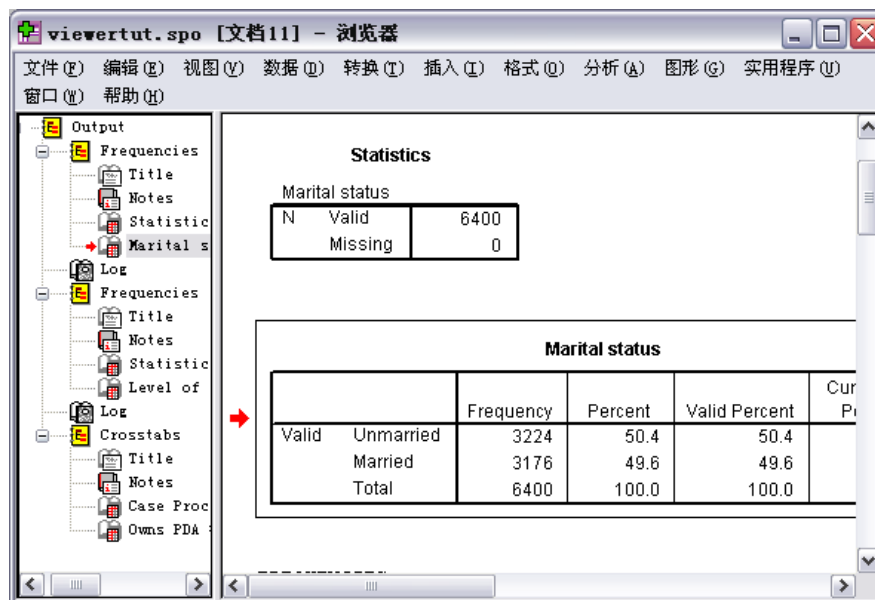 viewertut.spo [文档11] - 浏览器
文件(F) 编辑(E) 视图(V) 数据(D) 转换(T) 插入(I) 格式(O) 分析(A) 图形(G) 实用程序(U)
窗口(W) 帮助(H)
Output
Frequencies
Title
Notes
Statistic
Marital s
Log
Frequencies
Title
Notes
Statistic
Level of
Log
Crosstabs
Title
Notes
Case Proc
Owns PDA
Statistics
Marital status
N Valid 6400
Missing 0
Marital status
Cur
Frequency Percent Valid Percent P
Valid Unmarried 3224 50.4 50.4
Married 3176 49.6 49.6
Total 6400 100.0 100.0